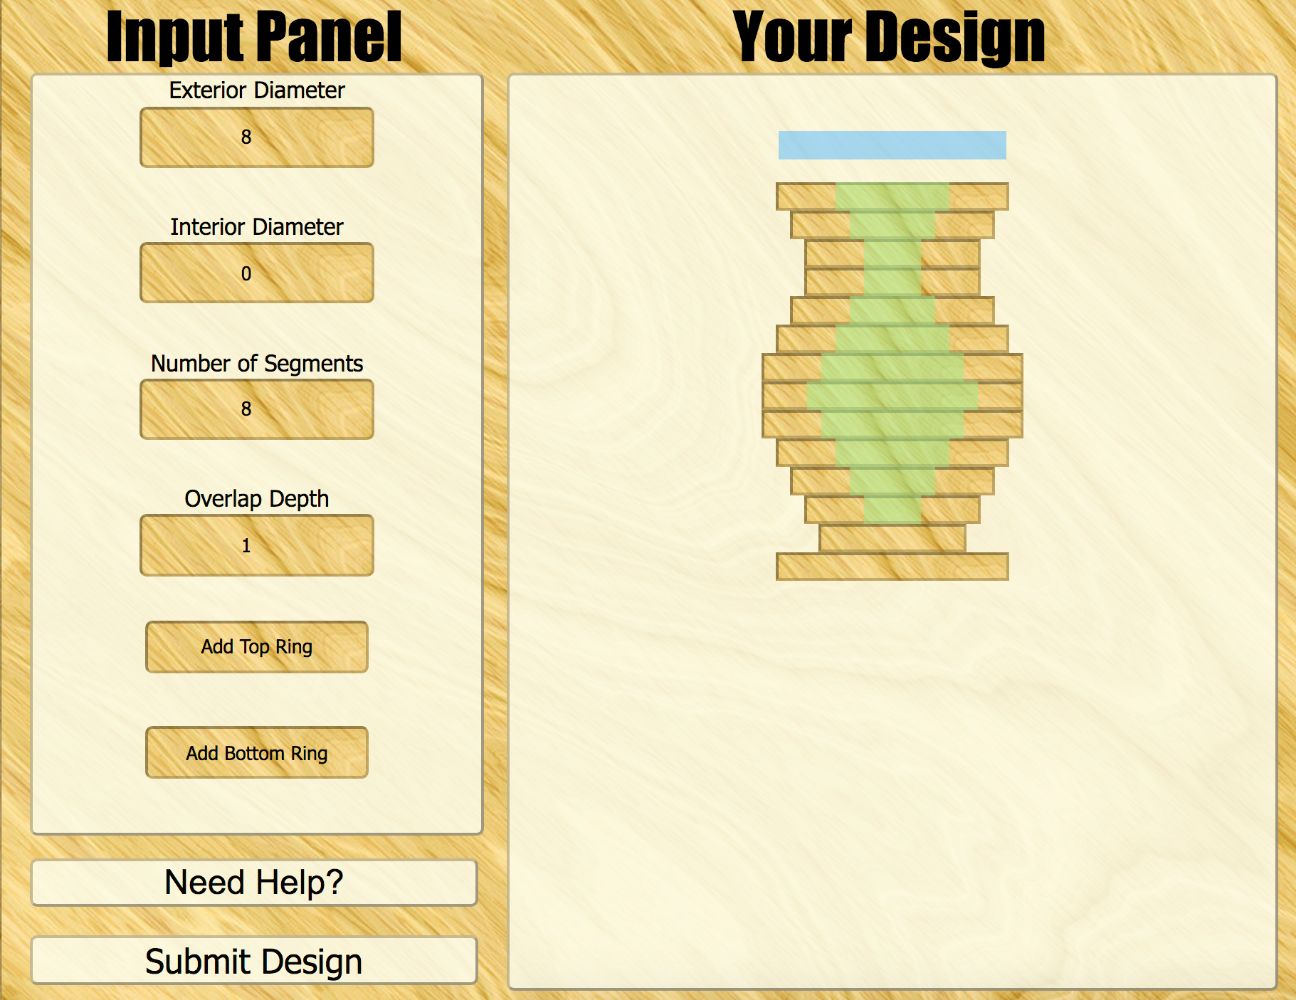 Input Panel
Your Design
Exterior Diameter
8
Interior Diameter
0
Number of Segments
8
Overlap Depth
1
Add Top Ring
Add Bottom Ring
Need Help?
Submit Design